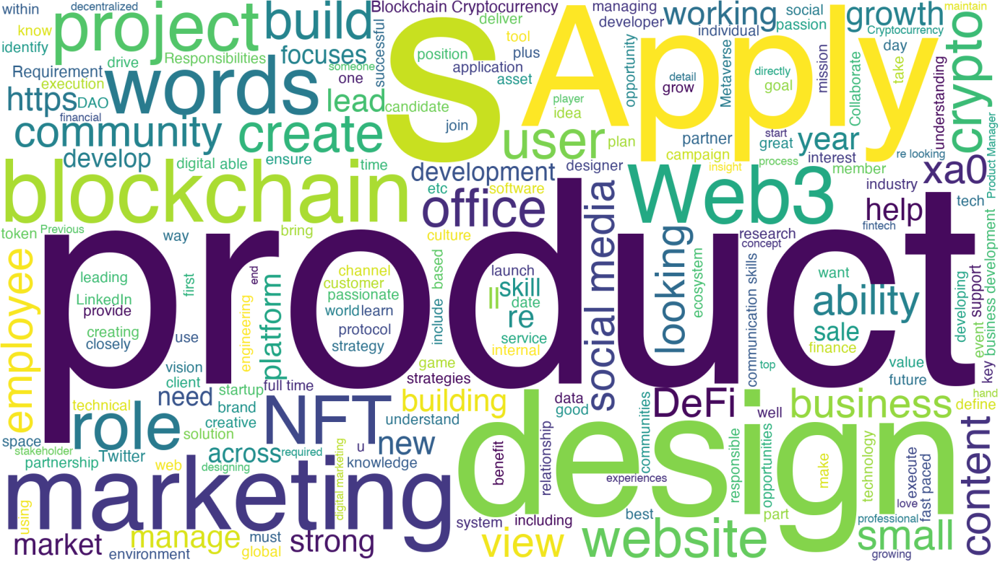 within
decentralized
Blockchain Cryptocurrency
managing
working
social
growth
maintain
know
project
build
deliver
developer
individual
passion
Cryptocurrency
crypto
identify
drive
Responsibilities
focuses
successful
S
position
tool
plus
Apply
opportunity
Metaverse
mission
Collaborate
day
take
understanding
Requirement
execution
words
someone
one
application
asset
detail
grow
directly
goal
https
DAO
financial
lead
candidate
player
idea
community
create
join
user
plan
partner
start
great
year
interest
member
re looking
Product Manager
develop
digital
able
ensure
time
development
designer
campaign
insight
process
industry
xa0
blockchain
etc
software
office
social media
Web3
help
tech
fintech
token
Previous
way
bring
culture
product
looking
research
concept
employee
leading
LinkedIn
provide
creating
closely
first
end
platform
channel
customer
passionate
world
learn
protocol
strategy
based
include
launch
skill
ll
date
re
service
internal
ecosystem
communication skills
want
ability
sale
finance
developing
support
event
business development
key
use
engineering
vision
client
game
strategies
top
value
future
full time
startup
need
technical
brand
creative
solution
role
NFT
building
understand
new
data
good
DeFi
well
business
hand
define
space
stakeholder
partnership
Twitter
across
required
u
knowledge
web
designing
design
benefit
relationship
communities
experiences
responsible
opportunities
make
technology
love
execute
fast paced
content
marketing
digital marketing
using
market
manage
must
global
environment
strong
system
including
view
best
website
part
professional
small
growing